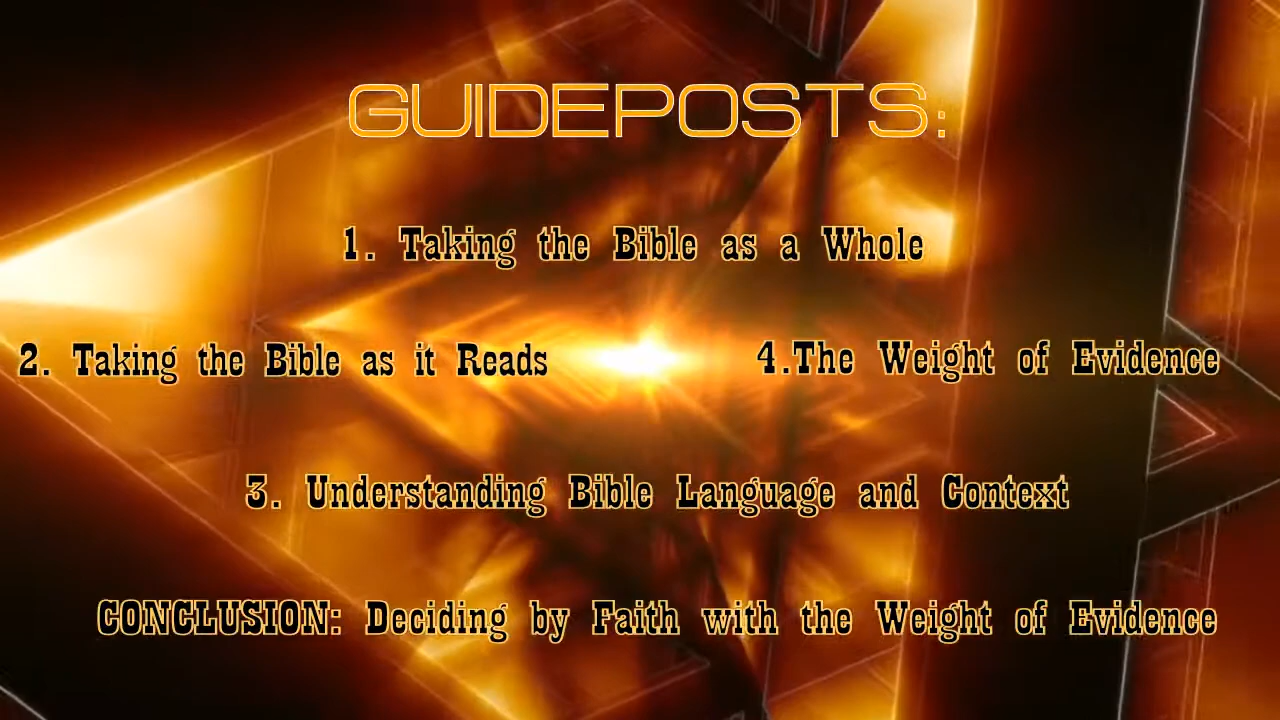 GUIDEPOSTS:
1. Taking the Bible as a Whole
2. Taking the Bible as it Reads
4.The Weight of Evidence
3. Understanding Bible Language and Context
CONCLUSION: Deciding by Faith with the Weight of Evidence